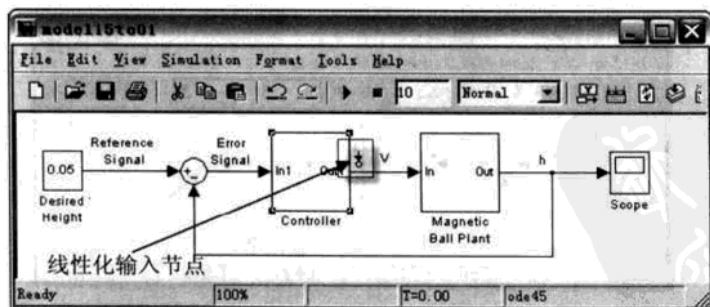 model15to01
File Edit View Simulation Format Tools Help
10 Normal
Reference Signal
Error Signal
0.05
Desired Height
+-
In1
Out1
Controller
V
In
Out
Magnetic Ball Plant
h
Scope
线性化输入节点
Ready 100% T=0.00 ode45